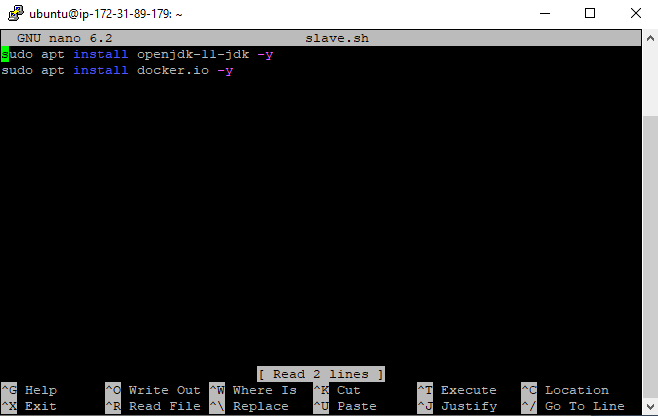 ubuntu@ip-172-31-89-179: ~
GNU nano 6.2 slave.sh
sudo apt install openjdk-11-jdk -y
sudo apt install docker.io -y
[ Read 2 lines ]
^G Help ^O Write Out ^W Where Is ^K Cut ^T Execute ^C Location
^X Exit ^R Read File ^\ Replace ^U Paste ^J Justify ^/ Go To Line